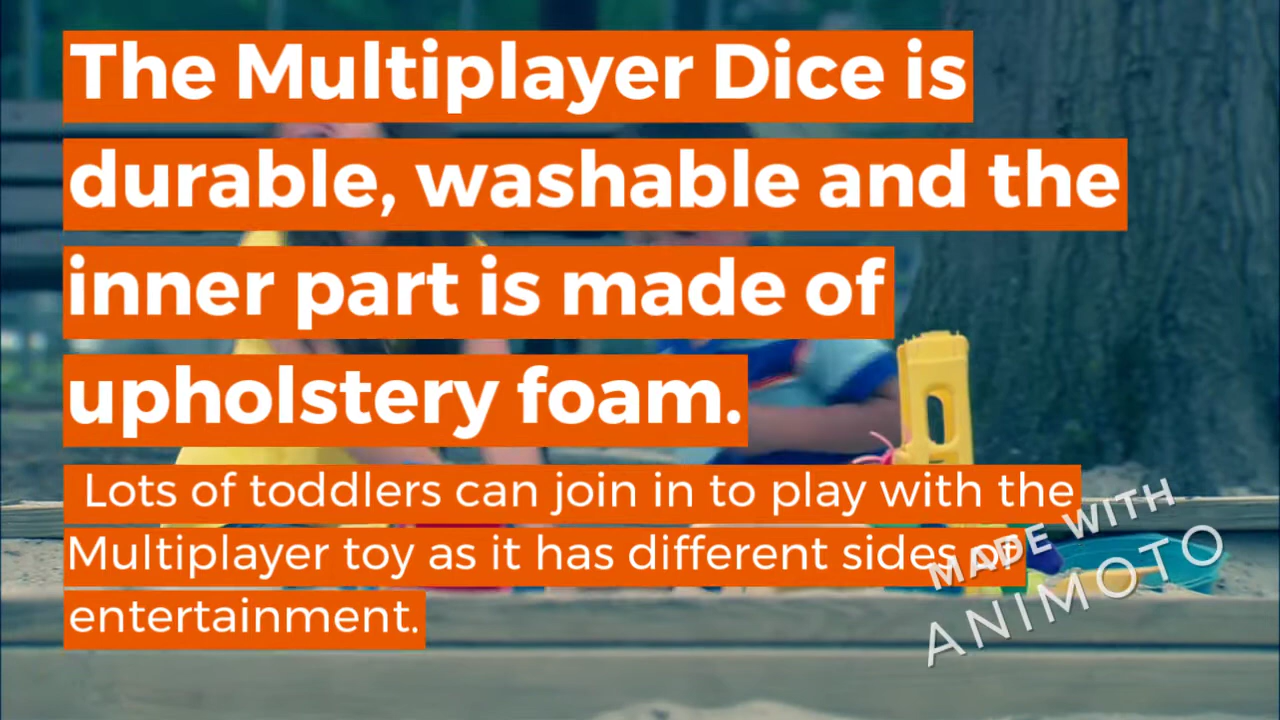 The Multiplayer Dice is
durable, washable and the
inner part is made of
upholstery foam.
Lots of toddlers can join in to play with the
Multiplayer toy as it has different sides of
entertainment.
MADE WITH
ANIMOTO